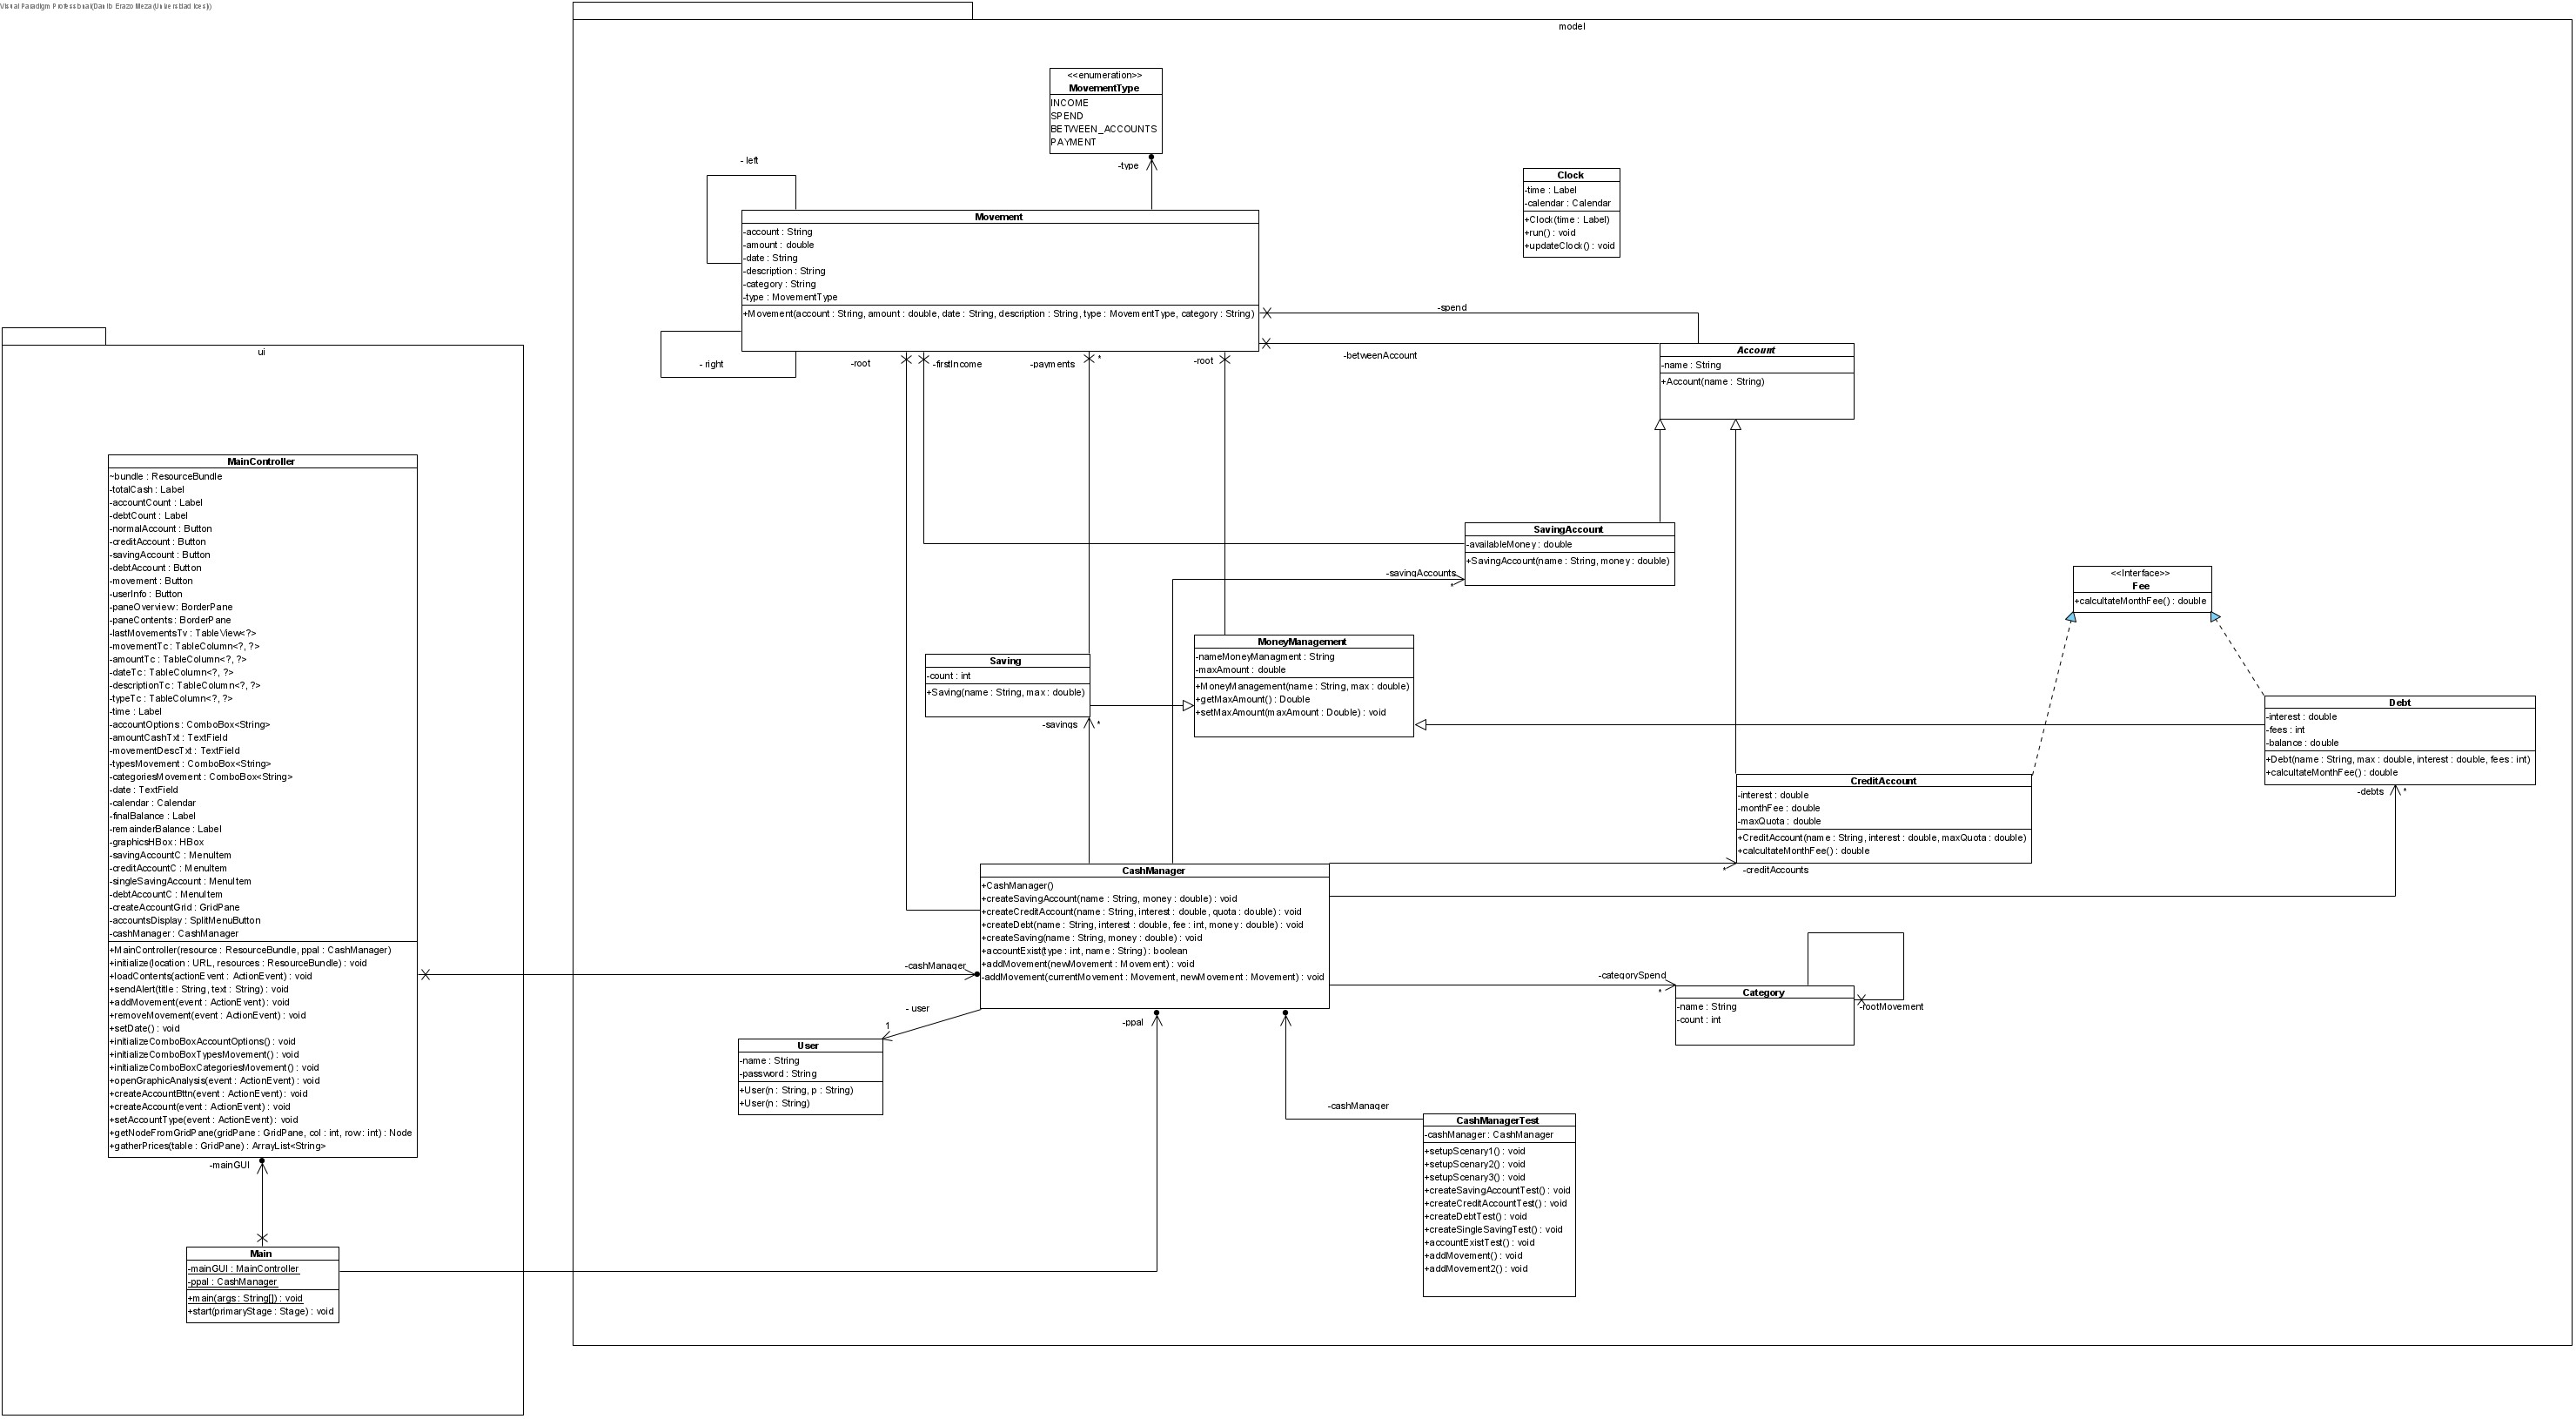 Visual Paradigm Professional(Danilo Erazo Meza(Universidad Icesi))
model
<<enumeration>>
MovementType
INCOME
SPEND
BETWEEN_ACCOUNTS
PAYMENT
-type
- left
Clock
-time : Label
-calendar : Calendar
+Clock(time : Label)
+run() : void
+updateClock() : void
Movement
-account : String
-amount : double
-date : String
-description : String
-category : String
-type : MovementType
+Movement(account : String, amount : double, date : String, description : String, type : MovementType, category : String)
- right
-root
-firstIncome
-payments
*
-root
-spend
-betweenAccount
Account
-name : String
+Account(name : String)
ui
MainController
~bundle : ResourceBundle
-totalCash : Label
-accountCount : Label
-debtCount : Label
-normalAccount : Button
-creditAccount : Button
-savingAccount : Button
-debtAccount : Button
-movement : Button
-userInfo : Button
-paneOverview : BorderPane
-paneContents : BorderPane
-lastMovementsTv : TableView<?>
-movementTc : TableColumn<?, ?>
-amountTc : TableColumn<?, ?>
-dateTc : TableColumn<?, ?>
-descriptionTc : TableColumn<?, ?>
-typeTc : TableColumn<?, ?>
-time : Label
-accountOptions : ComboBox<String>
-amountCashTxt : TextField
-movementDescTxt : TextField
-typesMovement : ComboBox<String>
-categoriesMovement : ComboBox<String>
-date : TextField
-calendar : Calendar
-finalBalance : Label
-remainderBalance : Label
-graphicsHBox : HBox
-savingAccountC : MenuItem
-creditAccountC : MenuItem
-singleSavingAccount : MenuItem
-debtAccountC : MenuItem
-createAccountGrid : GridPane
-accountsDisplay : SplitMenuButton
-cashManager : CashManager
+MainController(resource : ResourceBundle, ppal : CashManager)
+initialize(location : URL, resources : ResourceBundle) : void
+loadContents(actionEvent : ActionEvent) : void
+sendAlert(title : String, text : String) : void
+addMovement(event : ActionEvent) : void
+removeMovement(event : ActionEvent) : void
+setDate() : void
+initializeComboBoxAccountOptions() : void
+initializeComboBoxTypesMovement() : void
+initializeComboBoxCategoriesMovement() : void
+openGraphicAnalysis(event : ActionEvent) : void
+createAccountBttn(event : ActionEvent) : void
+createAccount(event : ActionEvent) : void
+setAccountType(event : ActionEvent) : void
+getNodeFromGridPane(gridPane : GridPane, col : int, row : int) : Node
+gatherPrices(table : GridPane) : ArrayList<String>
-mainGUI
Main
-mainGUI : MainController
-ppal : CashManager
+main(args : String[]) : void
+start(primaryStage : Stage) : void
SavingAccount
-availableMoney : double
+SavingAccount(name : String, money : double)
-savingAccounts
*
<<Interface>>
Fee
+calcultateMonthFee() : double
Saving
-count : int
+Saving(name : String, max : double)
-savings
*
MoneyManagement
-nameMoneyManagment : String
-maxAmount : double
+MoneyManagement(name : String, max : double)
+getMaxAmount() : Double
+setMaxAmount(maxAmount : Double) : void
Debt
-interest : double
-fees : int
-balance : double
+Debt(name : String, max : double, interest : double, fees : int)
+calcultateMonthFee() : double
-debts
*
CreditAccount
-interest : double
-monthFee : double
-maxQuota : double
+CreditAccount(name : String, interest : double, maxQuota : double)
+calcultateMonthFee() : double
*
-creditAccounts
CashManager
+CashManager()
+createSavingAccount(name : String, money : double) : void
+createCreditAccount(name : String, interest : double, quota : double) : void
+createDebt(name : String, interest : double, fee : int, money : double) : void
+createSaving(name : String, money : double) : void
+accountExist(type : int, name : String) : boolean
+addMovement(newMovement : Movement) : void
-addMovement(currentMovement : Movement, newMovement : Movement) : void
-cashManager
- user
1
-ppal
User
-name : String
-password : String
+User(n : String, p : String)
+User(n : String)
-categorySpend
*
Category
-name : String
-count : int
-rootMovement
-cashManager
CashManagerTest
-cashManager : CashManager
+setupScenary1() : void
+setupScenary2() : void
+setupScenary3() : void
+createSavingAccountTest() : void
+createCreditAccountTest() : void
+createDebtTest() : void
+createSingleSavingTest() : void
+accountExistTest() : void
+addMovement() : void
+addMovement2() : void